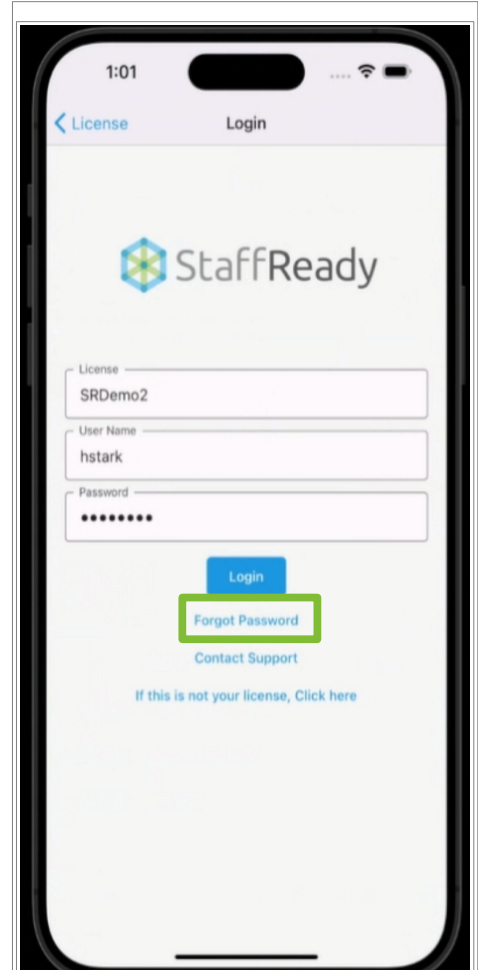 1:01
License
Login
StaffReady
License
SRDemo2
User Name
hstark
Password
••••••••
Login
Forgot Password
Contact Support
If this is not your license, Click here